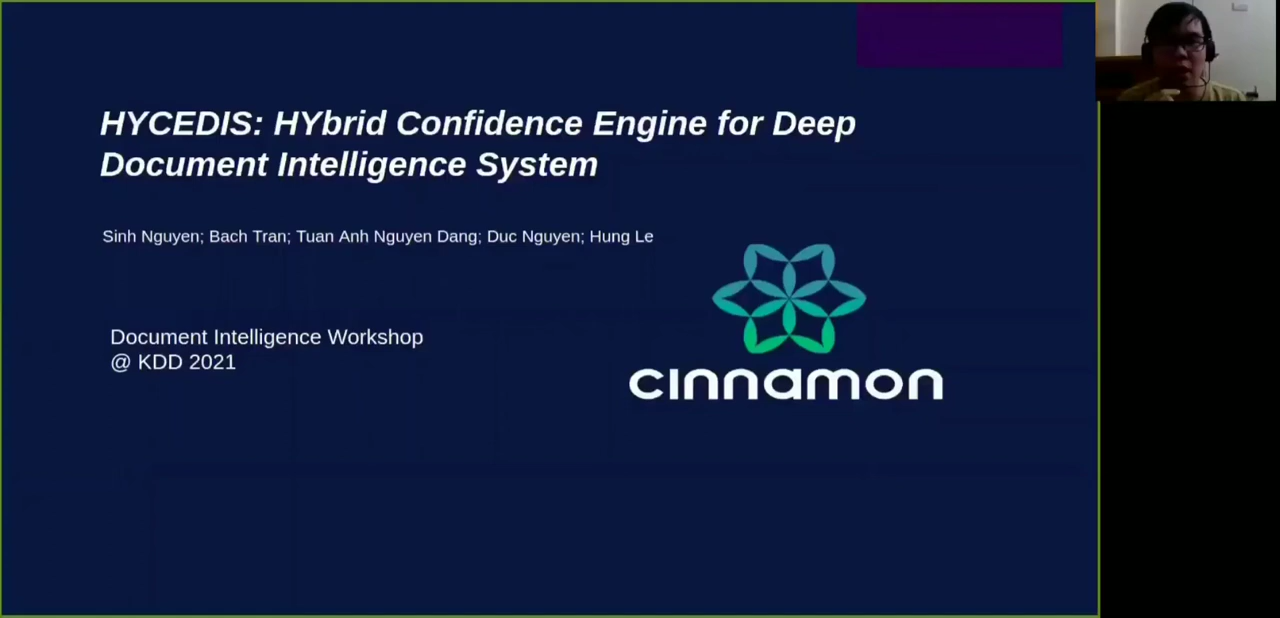 HYCEDIS: HYbrid Confidence Engine for Deep
Document Intelligence System
Sinh Nguyen; Bach Tran; Tuan Anh Nguyen Dang; Duc Nguyen; Hung Le
Document Intelligence Workshop
@ KDD 2021
cinnamon